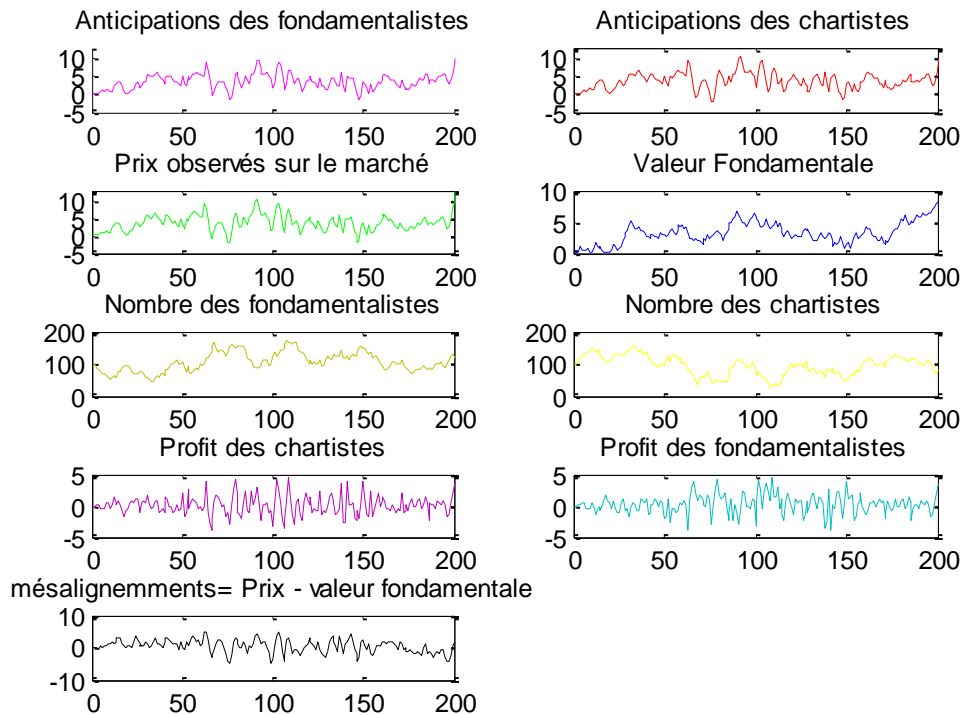 Anticipations des fondamentalistes
10
5
0
-5
0 50 100 150 200
Anticipations des chartistes
10
5
0
-5
0 50 100 150 200
Prix observés sur le marché
10
5
0
-5
0 50 100 150 200
Valeur Fondamentale
10
5
0
0 50 100 150 200
Nombre des fondamentalistes
200
100
0
0 50 100 150 200
Nombre des chartistes
200
100
0
0 50 100 150 200
Profit des chartistes
5
0
-5
0 50 100 150 200
Profit des fondamentalistes
5
0
-5
0 50 100 150 200
mésalignemments= Prix - valeur fondamentale
10
0
-10
0 50 100 150 200